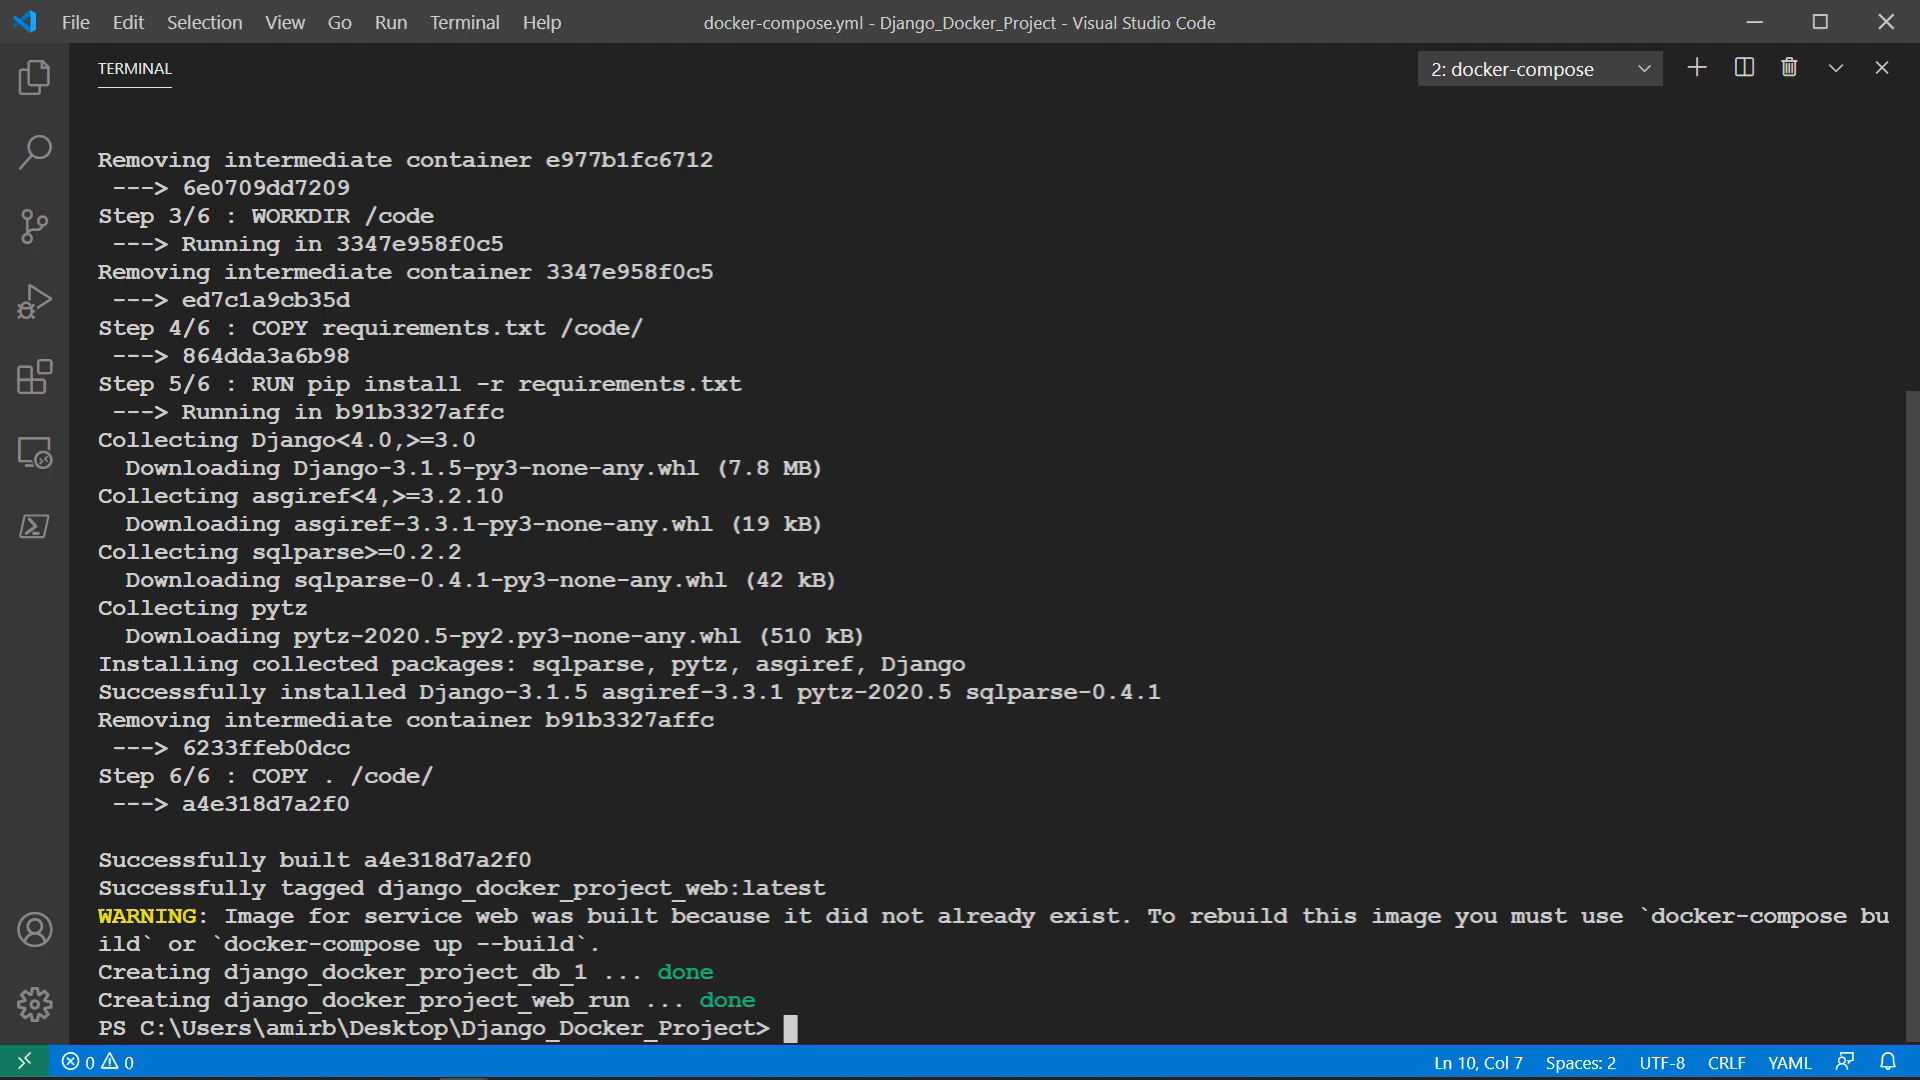 File Edit Selection View Go Run Terminal Help
docker-compose.yml - Django_Docker_Project - Visual Studio Code
TERMINAL
2: docker-compose
Removing intermediate container e977b1fc6712
---> 6e0709dd7209
Step 3/6 : WORKDIR /code
---> Running in 3347e958f0c5
Removing intermediate container 3347e958f0c5
---> ed7c1a9cb35d
Step 4/6 : COPY requirements.txt /code/
---> 864dda3a6b98
Step 5/6 : RUN pip install -r requirements.txt
---> Running in b91b3327affc
Collecting Django<4.0,>=3.0
Downloading Django-3.1.5-py3-none-any.whl (7.8 MB)
Collecting asgiref<4,>=3.2.10
Downloading asgiref-3.3.1-py3-none-any.whl (19 kB)
Collecting sqlparse>=0.2.2
Downloading sqlparse-0.4.1-py3-none-any.whl (42 kB)
Collecting pytz
Downloading pytz-2020.5-py2.py3-none-any.whl (510 kB)
Installing collected packages: sqlparse, pytz, asgiref, Django
Successfully installed Django-3.1.5 asgiref-3.3.1 pytz-2020.5 sqlparse-0.4.1
Removing intermediate container b91b3327affc
---> 6233ffeb0dcc
Step 6/6 : COPY . /code/
---> a4e318d7a2f0
Successfully built a4e318d7a2f0
Successfully tagged django_docker_project_web:latest
WARNING: Image for service web was built because it did not already exist. To rebuild this image you must use `docker-compose bu
ild` or `docker-compose up --build`.
Creating django_docker_project_db_1 ... done
Creating django_docker_project_web_run ... done
PS C:\Users\amirb\Desktop\Django_Docker_Project>
0 0 Ln 10, Col 7 Spaces: 2 UTF-8 CRLF YAML